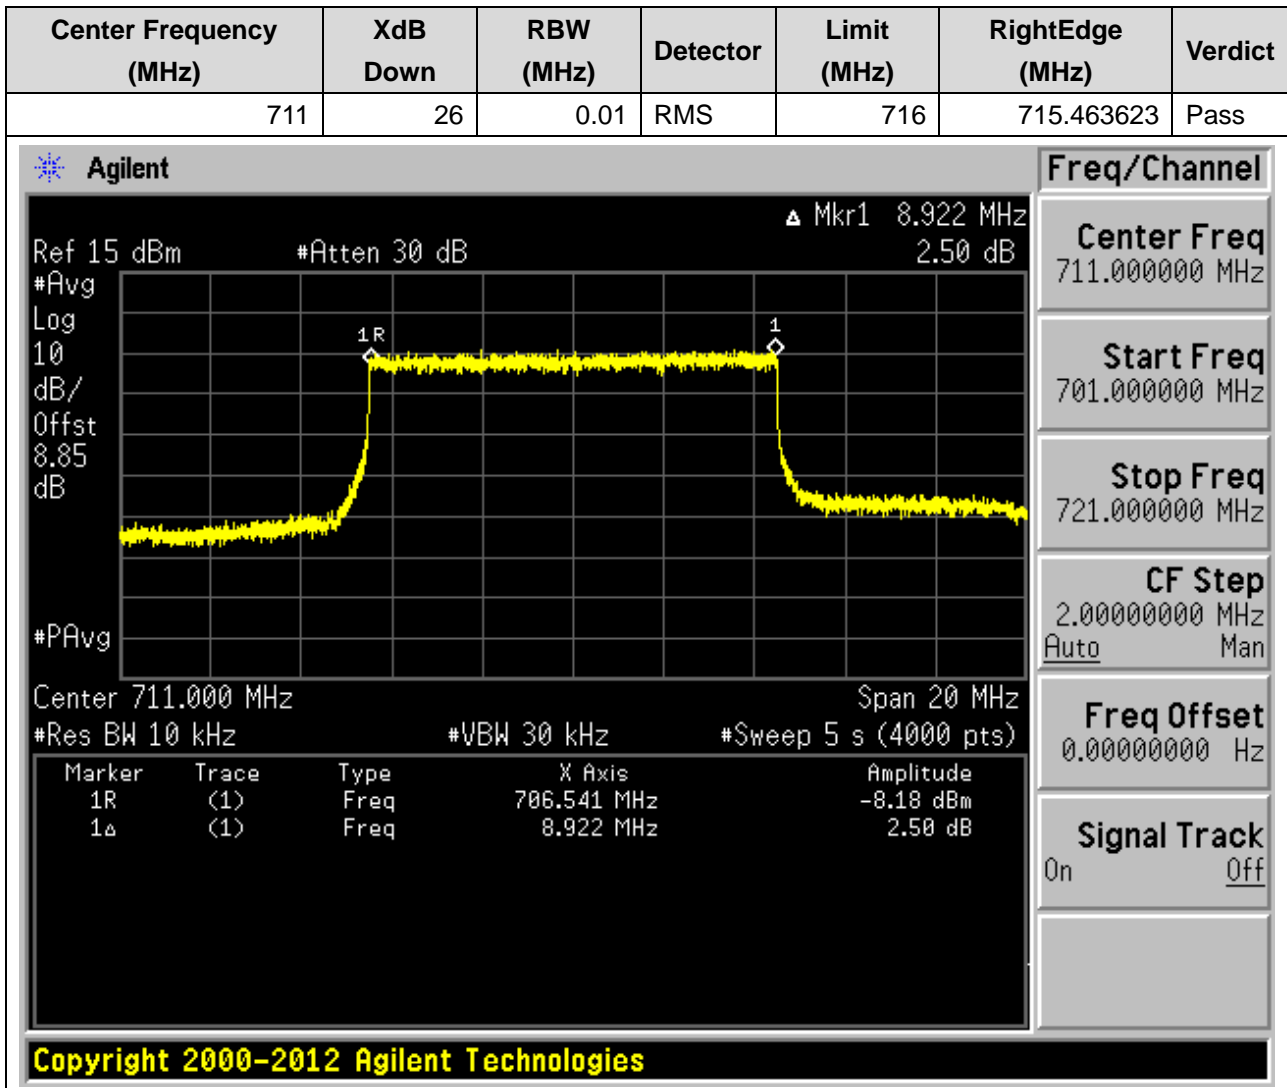 Center Frequency (MHz) XdB Down RBW (MHz) Detector Limit (MHz) RightEdge (MHz) Verdict
711 26 0.01 RMS 716 715.463623 Pass
Agilent Freq/Channel
Δ Mkr1 8.922 MHz
Ref 15 dBm #Atten 30 dB 2.50 dB
#Avg
Log
10
dB/
Offst
8.85
dB
1R
1
#PAvg
Center 711.000 MHz Span 20 MHz
#Res BW 10 kHz #VBW 30 kHz #Sweep 5 s (4000 pts)
Marker Trace Type X Axis Amplitude
1R (1) Freq 706.541 MHz -8.18 dBm
1Δ (1) Freq 8.922 MHz 2.50 dB
Center Freq
711.000000 MHz
Start Freq
701.000000 MHz
Stop Freq
721.000000 MHz
CF Step
2.00000000 MHz
Auto Man
Freq Offset
0.00000000 Hz
Signal Track
On Off
Copyright 2000-2012 Agilent Technologies